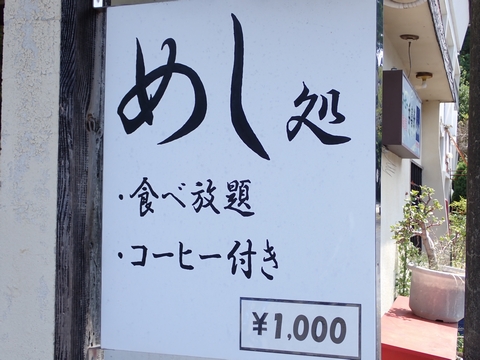 めし処
・食べ放題
・コーヒー付き
¥1,000